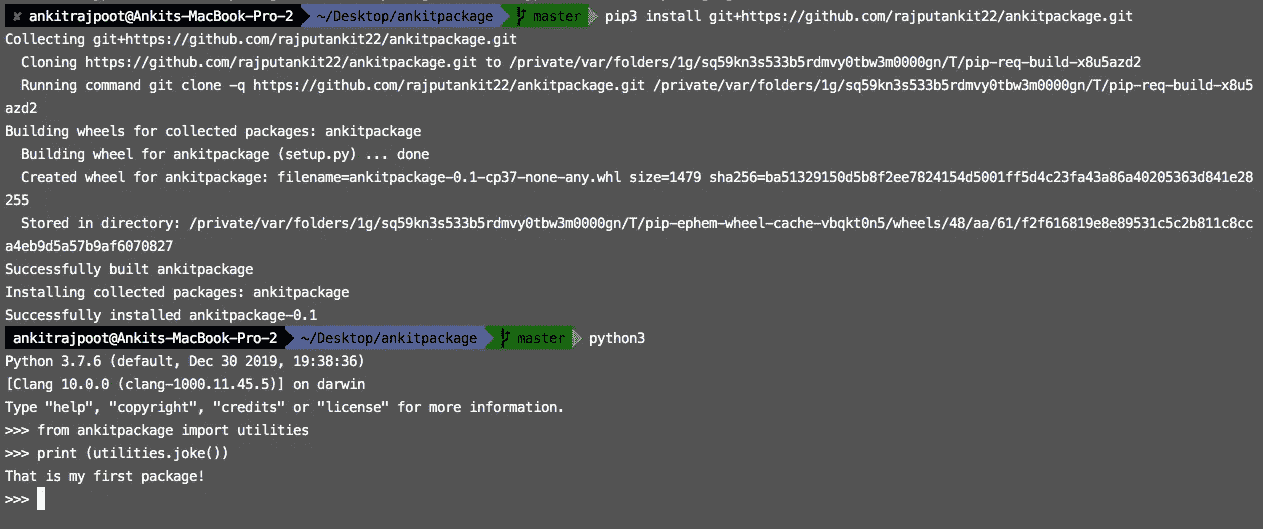 ✘ ankitrajpoot@Ankits-MacBook-Pro-2 ~/Desktop/ankitpackage master pip3 install git+https://github.com/rajputankit22/ankitpackage.git
Collecting git+https://github.com/rajputankit22/ankitpackage.git
Cloning https://github.com/rajputankit22/ankitpackage.git to /private/var/folders/1g/sq59kn3s533b5rdmvy0tbw3m0000gn/T/pip-req-build-x8u5azd2
Running command git clone -q https://github.com/rajputankit22/ankitpackage.git /private/var/folders/1g/sq59kn3s533b5rdmvy0tbw3m0000gn/T/pip-req-build-x8u5
azd2
Building wheels for collected packages: ankitpackage
Building wheel for ankitpackage (setup.py) ... done
Created wheel for ankitpackage: filename=ankitpackage-0.1-cp37-none-any.whl size=1479 sha256=ba51329150d5b8f2ee7824154d5001ff5d4c23fa43a86a40205363d841e28
255
Stored in directory: /private/var/folders/1g/sq59kn3s533b5rdmvy0tbw3m0000gn/T/pip-ephem-wheel-cache-vbqkt0n5/wheels/48/aa/61/f2f616819e8e89531c5c2b811c8cc
a4eb9d5a57b9af6070827
Successfully built ankitpackage
Installing collected packages: ankitpackage
Successfully installed ankitpackage-0.1
ankitrajpoot@Ankits-MacBook-Pro-2 ~/Desktop/ankitpackage master python3
Python 3.7.6 (default, Dec 30 2019, 19:38:36)
[Clang 10.0.0 (clang-1000.11.45.5)] on darwin
Type "help", "copyright", "credits" or "license" for more information.
>>> from ankitpackage import utilities
>>> print (utilities.joke())
That is my first package!
>>>